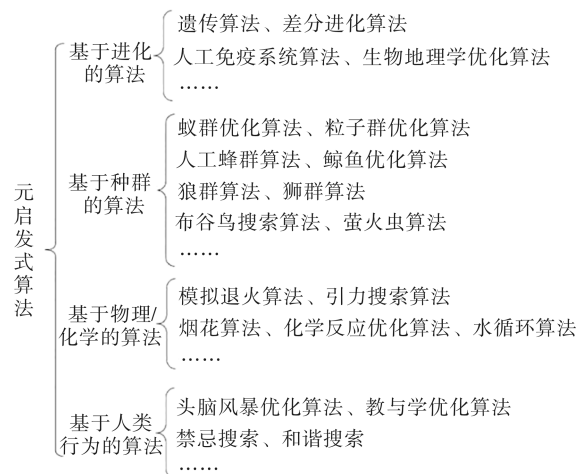 元启发式算法
基于进化
的算法
遗传算法、差分进化算法
人工免疫系统算法、生物地理学优化算法
……
基于种群
的算法
蚁群优化算法、粒子群优化算法
人工蜂群算法、鲸鱼优化算法
狼群算法、狮群算法
布谷鸟搜索算法、萤火虫算法
……
基于物理/
化学的算法
模拟退火算法、引力搜索算法
烟花算法、化学反应优化算法、水循环算法
……
基于人类
行为的算法
头脑风暴优化算法、教与学优化算法
禁忌搜索、和谐搜索
……